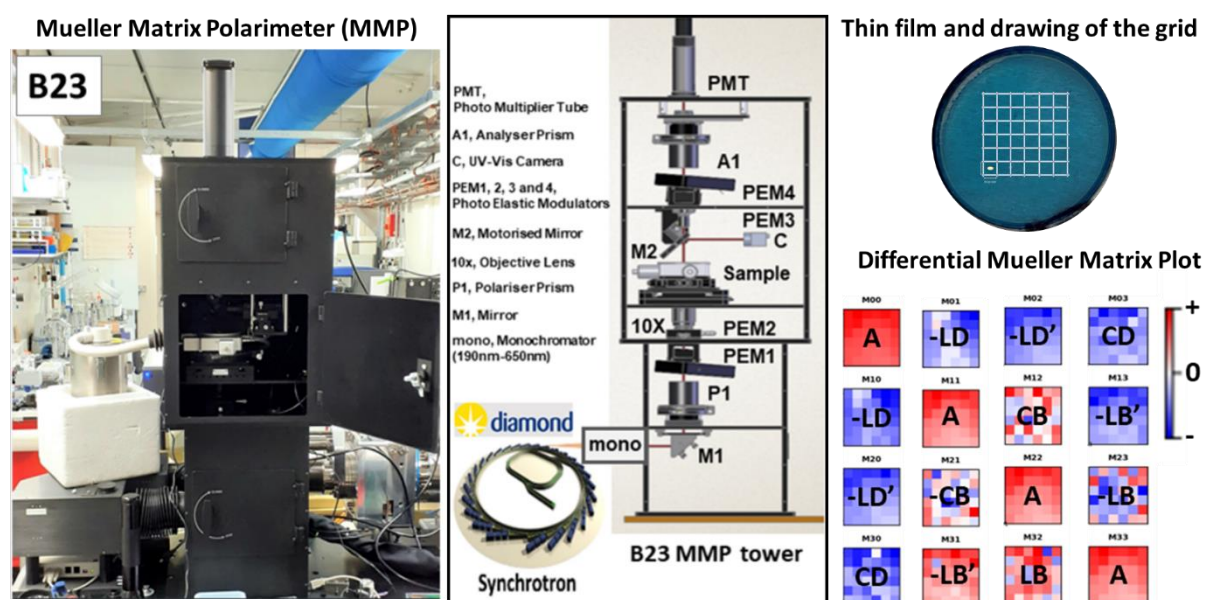 Mueller Matrix Polarimeter (MMP)
B23
PMT,
Photo Multiplier Tube
A1, Analyser Prism
C, UV-Vis Camera
PEM1, 2, 3 and 4,
Photo Elastic Modulators
M2, Motorised Mirror
10x, Objective Lens
P1, Polariser Prism
M1, Mirror
mono, Monochromator
(190nm-650nm)
diamond
Synchrotron
mono
PMT
A1
PEM4
PEM3
C
M2
Sample
10X
PEM2
PEM1
P1
M1
B23 MMP tower
Thin film and drawing of the grid
Differential Mueller Matrix Plot
M00 M01 M02 M03
A -LD -LD' CD
M10 M11 M12 M13
-LD A CB -LB'
M20 M21 M22 M23
-LD' -CB A -LB
M30 M31 M32 M33
CD -LB' LB A
+
0
-